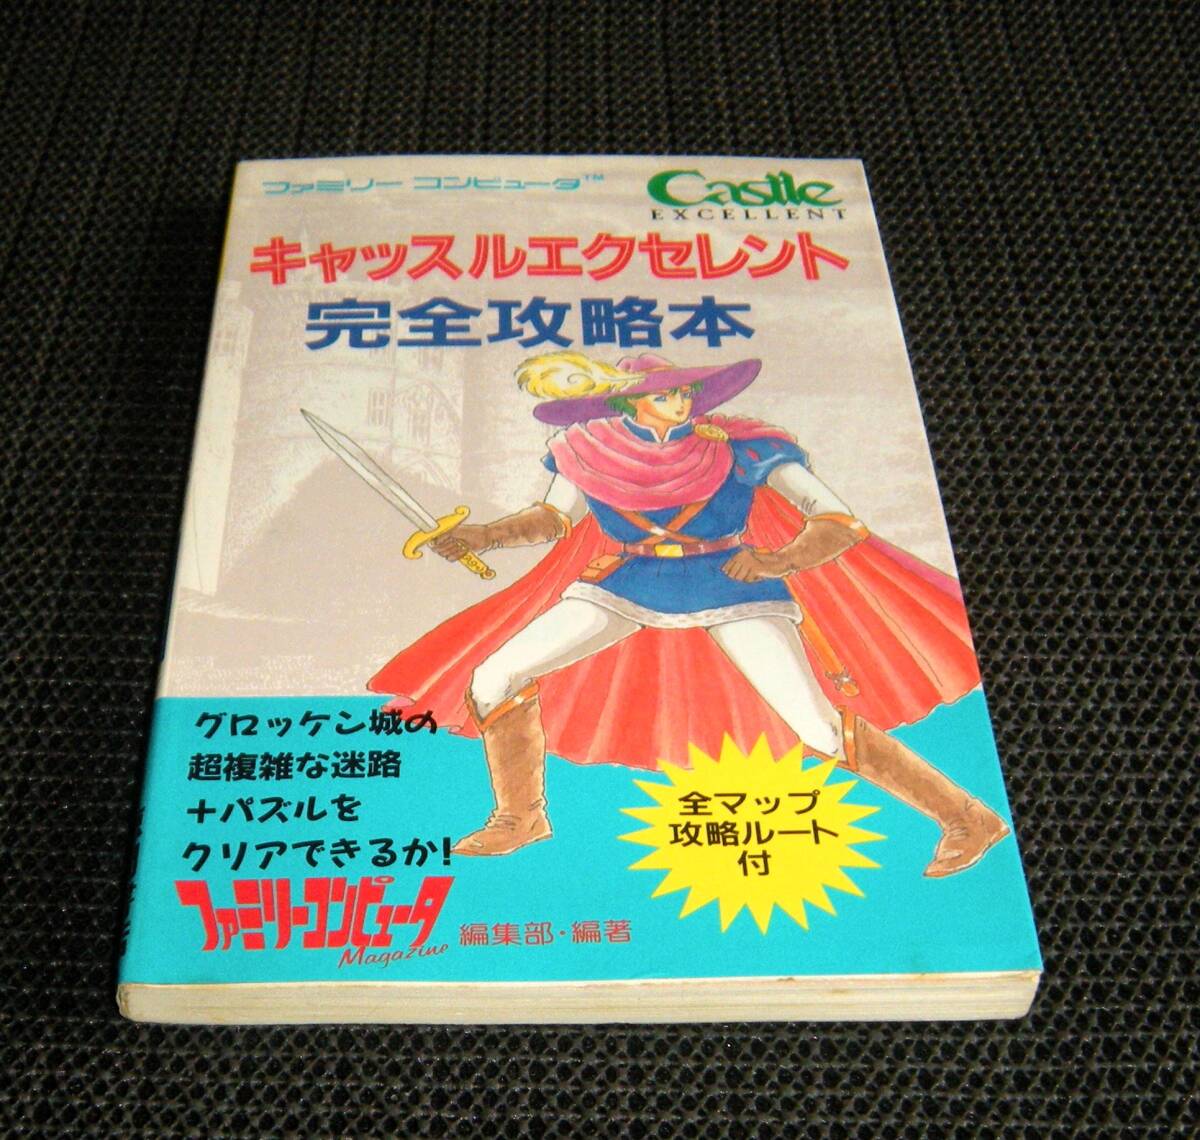 ファミリー コンピュータ™
Castle
EXCELLENT
キャッスルエクセレント
完全攻略本
グロッケン城の
超複雑な迷路
+パズルを
クリアできるか!
全マップ
攻略ルート
付
ファミリーコンピュータ
Magazine
編集部・編著